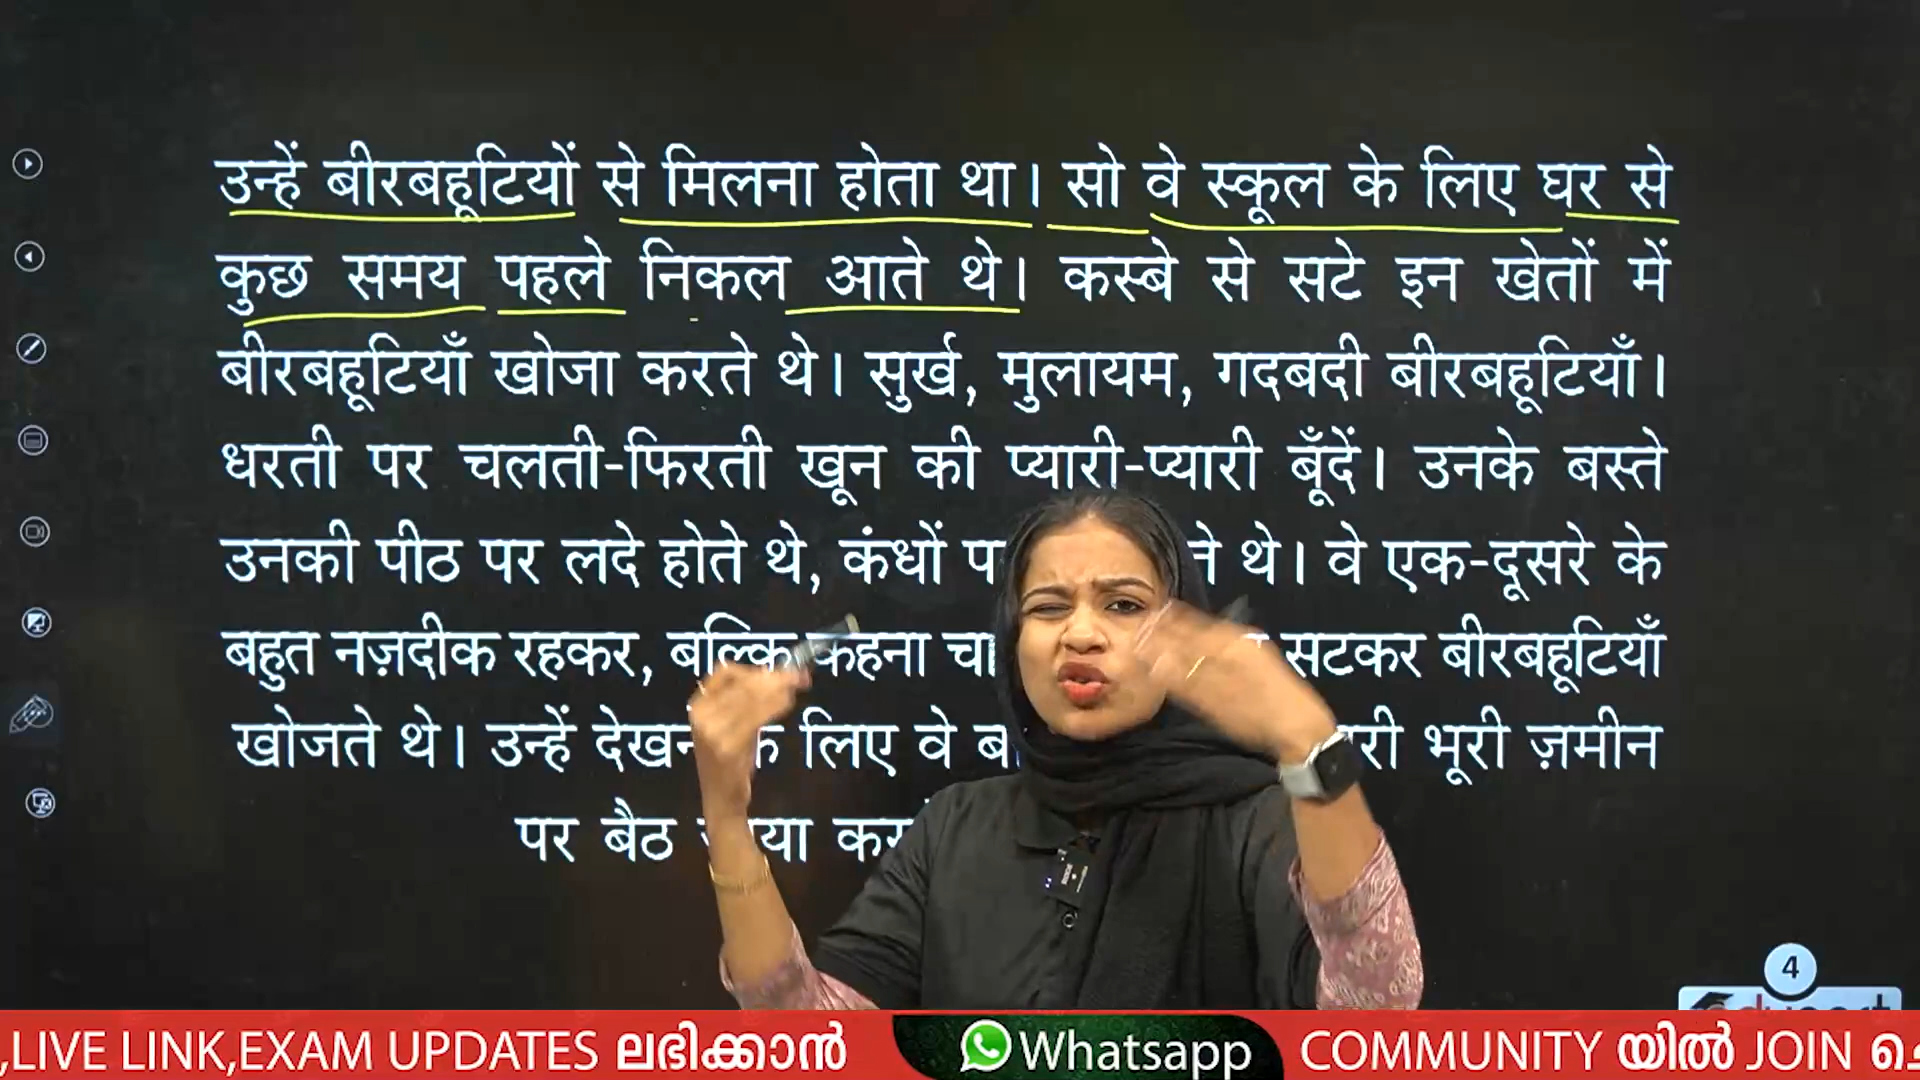 उन्हें बीरबहूटियों से मिलना होता था। सो वे स्कूल के लिए घर से
कुछ समय पहले निकल आते थे। कस्बे से सटे इन खेतों में
बीरबहूटियाँ खोजा करते थे। सुर्ख, मुलायम, गदबदी बीरबहूटियाँ।
धरती पर चलती-फिरती खून की प्यारी-प्यारी बूँदें। उनके बस्ते
उनकी पीठ पर लदे होते थे, कंधों थे। वे एक-दूसरे के
बहुत नज़दीक रहकर, बल्कि कहना सटकर बीरबहूटियाँ
खोजते थे। उन्हें लिए वे भूरी ज़मीन
पर बैठ
4
,LIVE LINK,EXAM UPDATES ലഭിക്കാൻ Whatsapp COMMUNITY യിൽ JOIN